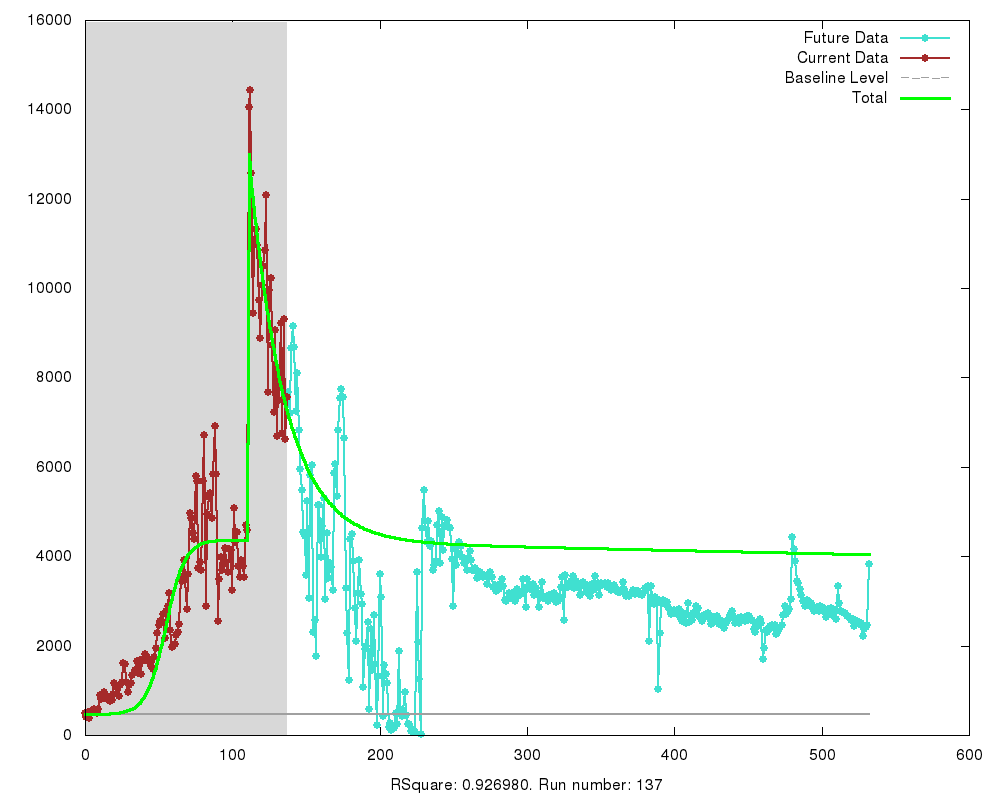 16000
14000
12000
10000
8000
6000
4000
2000
0
0 100 200 300 400 500 600
Future Data
Current Data
Baseline Level
Total
RSquare: 0.926980. Run number: 137